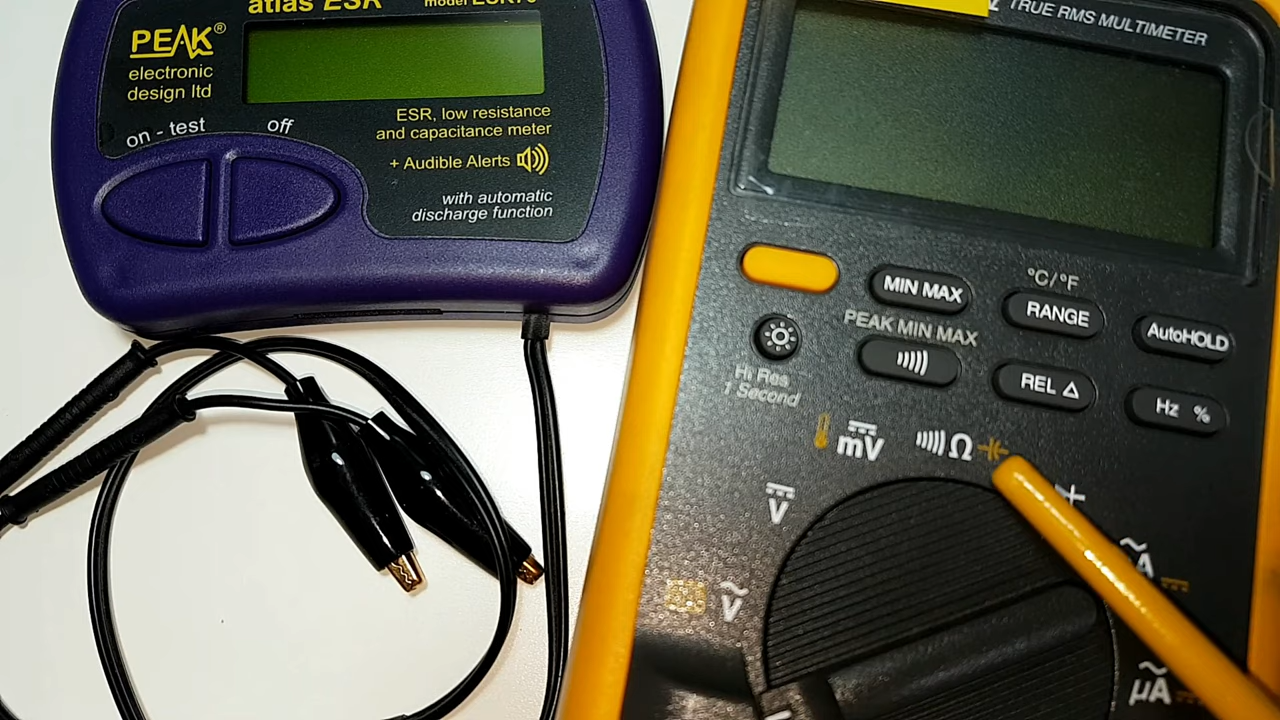 atlas ESR
PEAK®
electronic
design ltd
on - test
off
ESR, low resistance
and capacitance meter
+ Audible Alerts
with automatic
discharge function
TRUE RMS MULTIMETER
MIN MAX
°C/°F
RANGE
AutoHOLD
PEAK MIN MAX
REL Δ
Hz %
Hi Res
1 Second
mV
Ω
V
V
A
µA